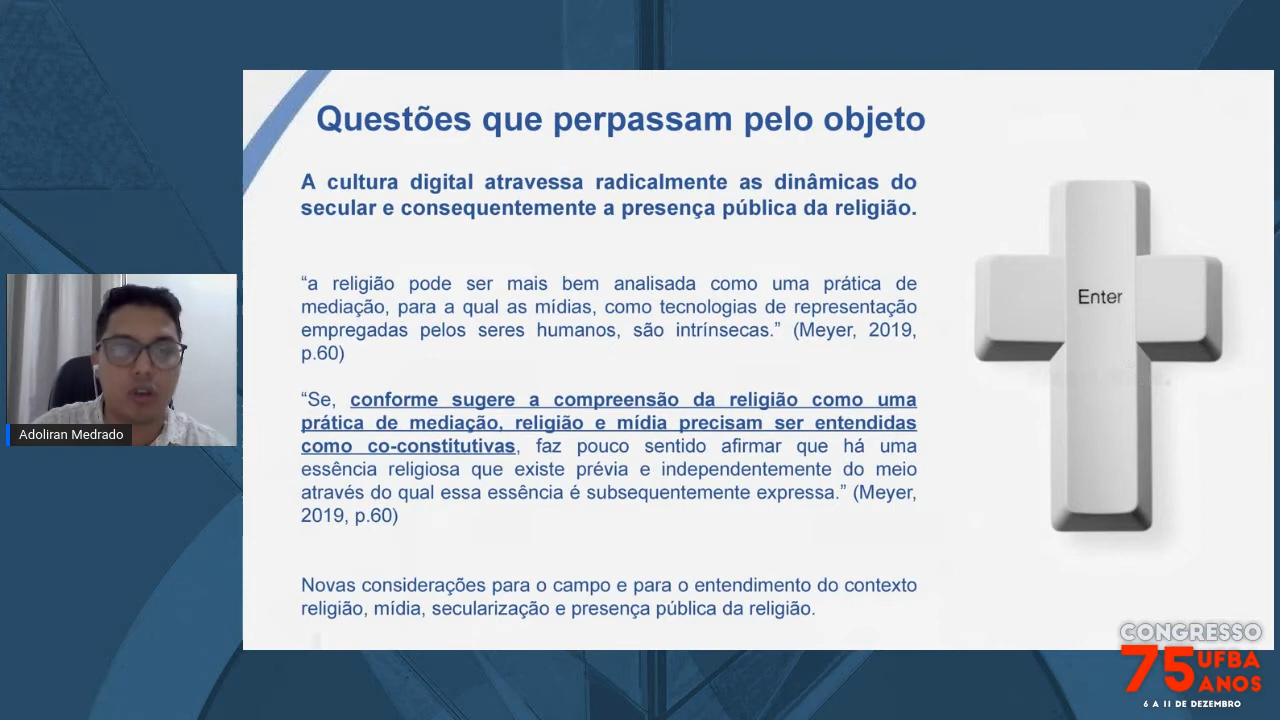 Questões que perpassam pelo objeto
A cultura digital atravessa radicalmente as dinâmicas do
secular e consequentemente a presença pública da religião.
“a religião pode ser mais bem analisada como uma prática de
mediação, para a qual as mídias, como tecnologias de representação
empregadas pelos seres humanos, são intrínsecas.” (Meyer, 2019,
p.60)
“Se, conforme sugere a compreensão da religião como uma
prática de mediação, religião e mídia precisam ser entendidas
como co-constitutivas, faz pouco sentido afirmar que há uma
essência religiosa que existe prévia e independentemente do meio
através do qual essa essência é subsequentemente expressa.” (Meyer,
2019, p.60)
Novas considerações para o campo e para o entendimento do contexto
religião, mídia, secularização e presença pública da religião.
Enter
Adoliran Medrado
CONGRESSO
75 UFBA
ANOS
6 A 11 DE DEZEMBRO